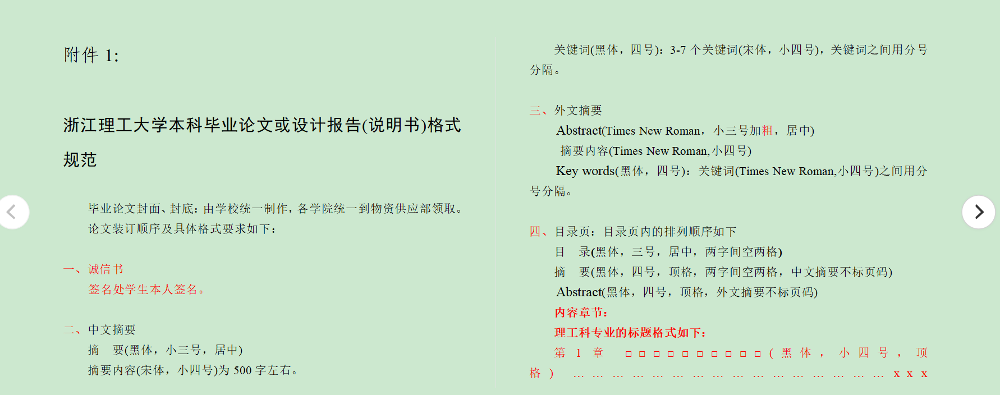 附件 1:
浙江理工大学本科毕业论文或设计报告(说明书)格式
规范
毕业论文封面、封底：由学校统一制作，各学院统一到物资供应部领取。
论文装订顺序及具体格式要求如下：
一、诚信书
签名处学生本人签名。
二、中文摘要
摘　要(黑体，小三号，居中)
摘要内容(宋体，小四号)为 500 字左右。
关键词(黑体，四号)：3-7 个关键词(宋体，小四号)，关键词之间用分号
分隔。
三、外文摘要
Abstract(Times New Roman，小三号加粗，居中)
摘要内容(Times New Roman,小四号)
Key words(黑体，四号)：关键词(Times New Roman,小四号)之间用分
号分隔。
四、目录页：目录页内的排列顺序如下
目　录(黑体，三号，居中，两字间空两格)
摘　要(黑体，四号，顶格，两字间空两格，中文摘要不标页码)
Abstract(黑体，四号，顶格，外文摘要不标页码)
内容章节：
理工科专业的标题格式如下：
第 1 章 □□□□□□□□□□(黑体，小四号，顶
格) … … … … … … … … … … … … … … … … x x x